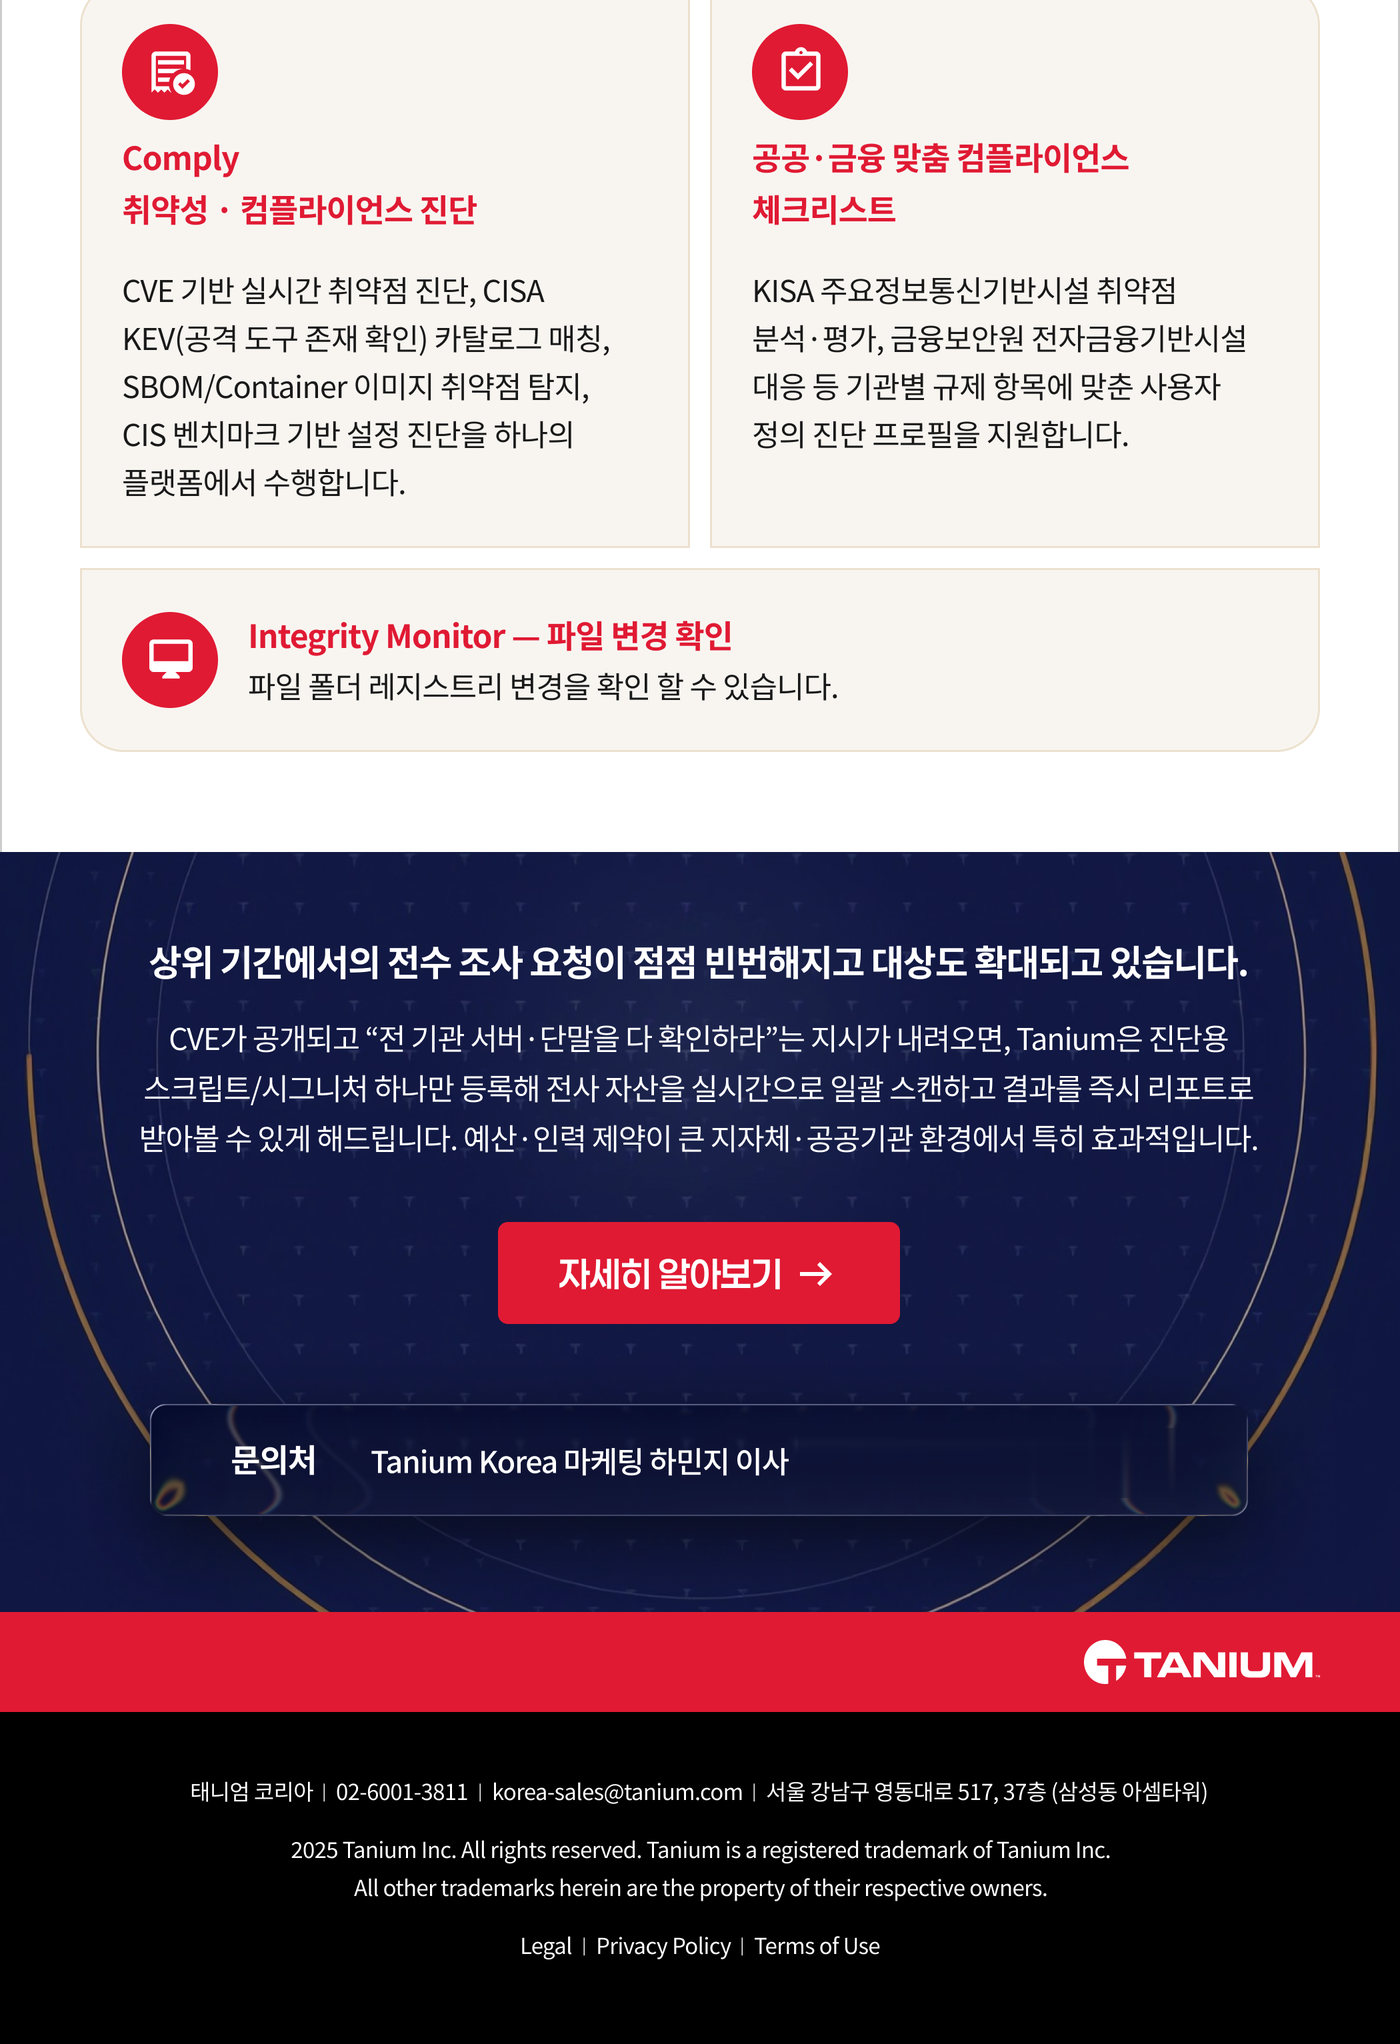 Comply
취약성 · 컴플라이언스 진단
CVE 기반 실시간 취약점 진단, CISA
KEV(공격 도구 존재 확인) 카탈로그 매칭,
SBOM/Container 이미지 취약점 탐지,
CIS 벤치마크 기반 설정 진단을 하나의
플랫폼에서 수행합니다.
공공·금융 맞춤 컴플라이언스
체크리스트
KISA 주요정보통신기반시설 취약점
분석·평가, 금융보안원 전자금융기반시설
대응 등 기관별 규제 항목에 맞춘 사용자
정의 진단 프로필을 지원합니다.
Integrity Monitor — 파일 변경 확인
파일 폴더 레지스트리 변경을 확인 할 수 있습니다.
상위 기간에서의 전수 조사 요청이 점점 빈번해지고 대상도 확대되고 있습니다.
CVE가 공개되고 “전 기관 서버·단말을 다 확인하라”는 지시가 내려오면, Tanium은 진단용
스크립트/시그니처 하나만 등록해 전사 자산을 실시간으로 일괄 스캔하고 결과를 즉시 리포트로
받아볼 수 있게 해드립니다. 예산·인력 제약이 큰 지자체·공공기관 환경에서 특히 효과적입니다.
자세히 알아보기 →
문의처 Tanium Korea 마케팅 하민지 이사
TANIUM
태니엄 코리아 | 02-6001-3811 | korea-sales@tanium.com | 서울 강남구 영동대로 517, 37층 (삼성동 아셈타워)
2025 Tanium Inc. All rights reserved. Tanium is a registered trademark of Tanium Inc.
All other trademarks herein are the property of their respective owners.
Legal | Privacy Policy | Terms of Use